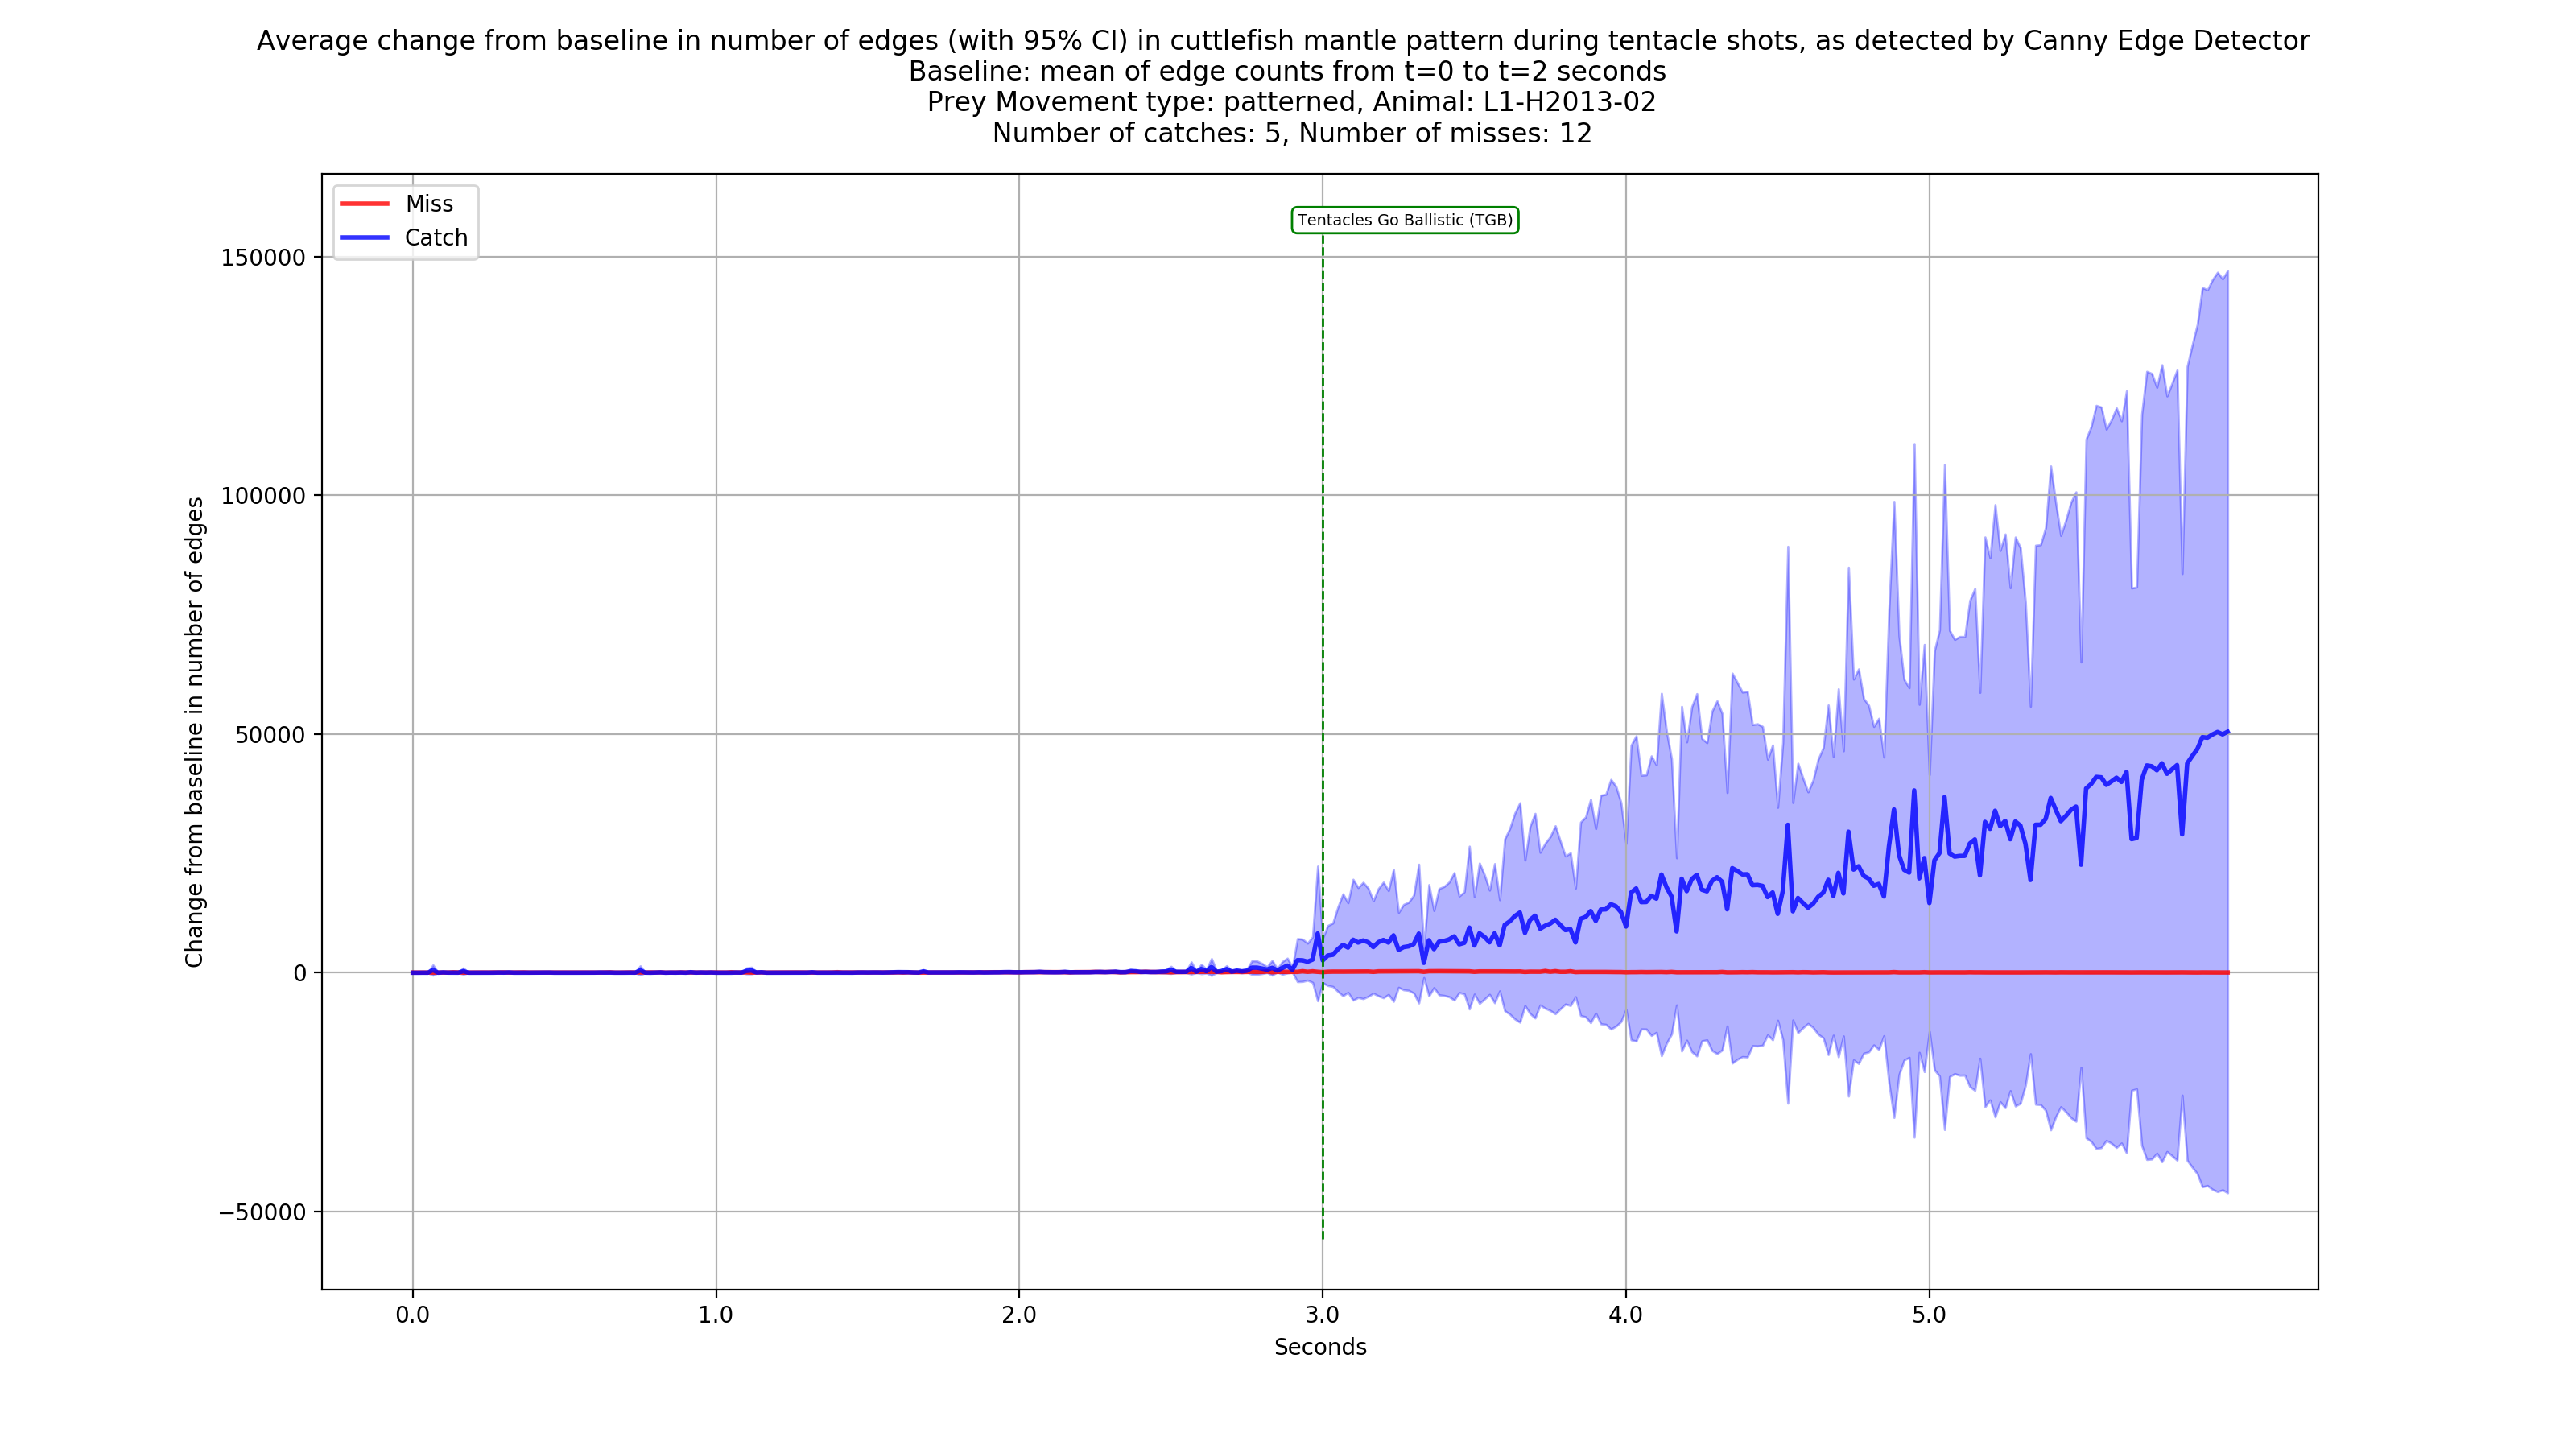 Average change from baseline in number of edges (with 95% CI) in cuttlefish mantle pattern during tentacle shots, as detected by Canny Edge Detector
Baseline: mean of edge counts from t=0 to t=2 seconds
Prey Movement type: patterned, Animal: L1-H2013-02
Number of catches: 5, Number of misses: 12
Miss
Catch
Tentacles Go Ballistic (TGB)
150000
100000
50000
0
−50000
Change from baseline in number of edges
0.0 1.0 2.0 3.0 4.0 5.0
Seconds